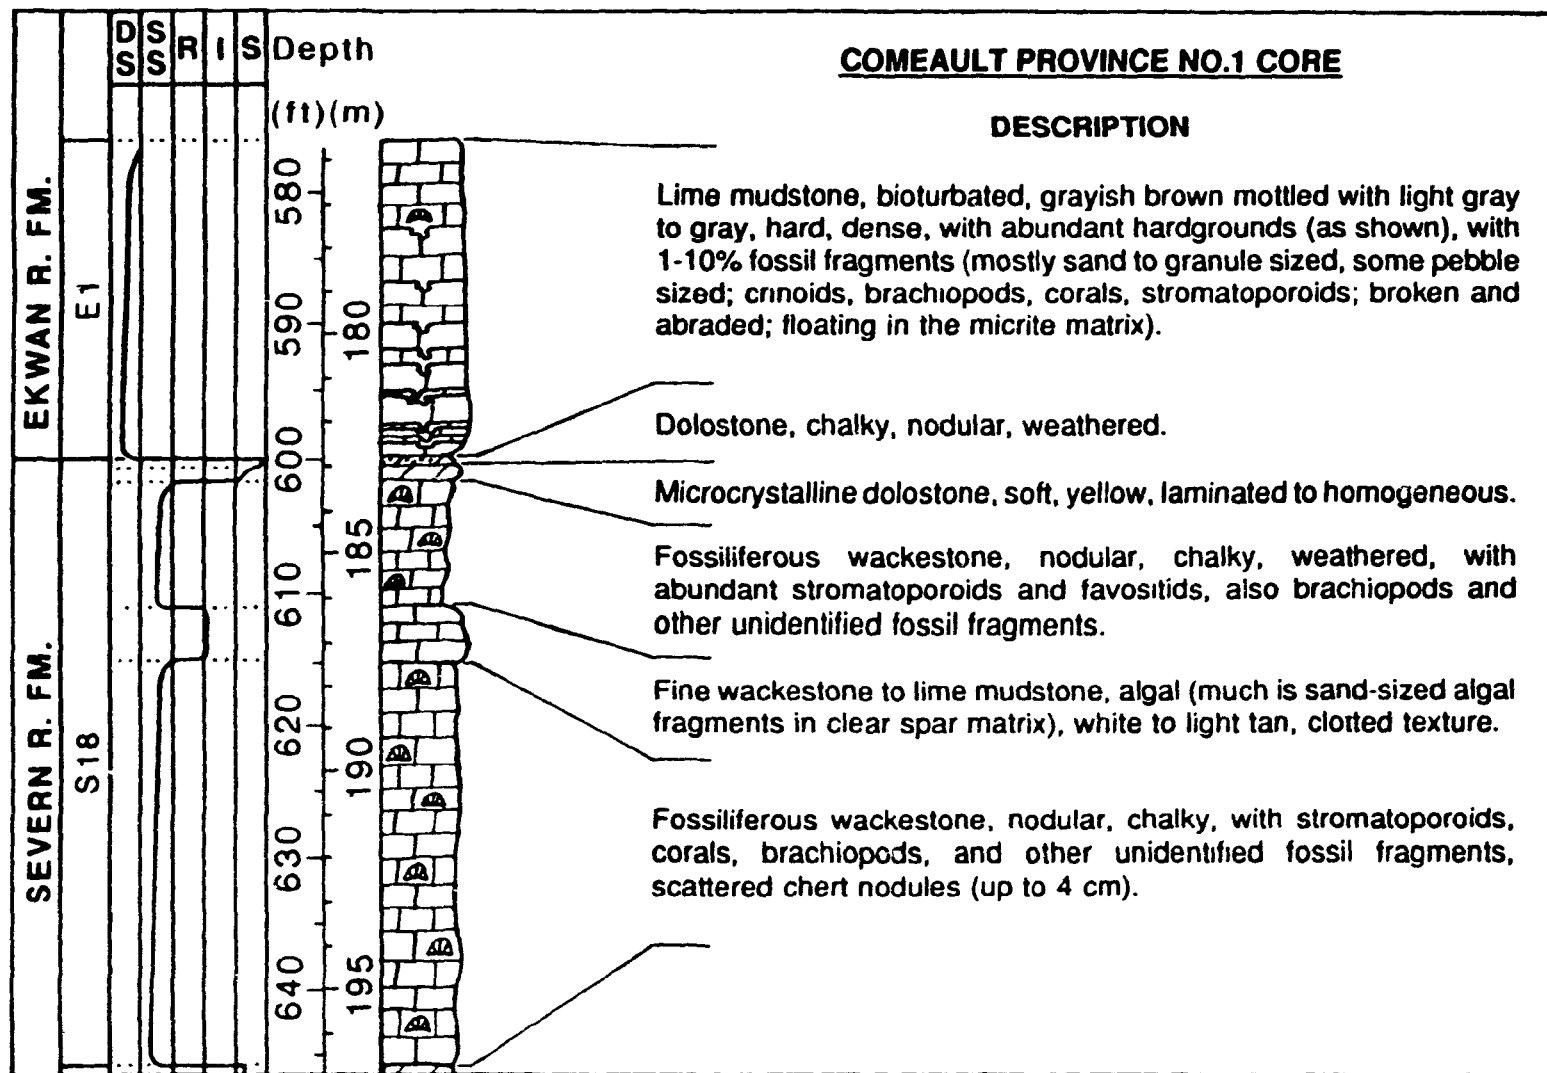 DS SS R I S Depth
(ft) (m)
COMEAULT PROVINCE NO.1 CORE
DESCRIPTION
EKWAN R. FM.
E1
SEVERN R. FM.
S18
580
590
600
610
620
630
640
180
185
190
195
Lime mudstone, bioturbated, grayish brown mottled with light gray
to gray, hard, dense, with abundant hardgrounds (as shown), with
1-10% fossil fragments (mostly sand to granule sized, some pebble
sized; crinoids, brachiopods, corals, stromatoporoids; broken and
abraded; floating in the micrite matrix).
Dolostone, chalky, nodular, weathered.
Microcrystalline dolostone, soft, yellow, laminated to homogeneous.
Fossiliferous wackestone, nodular, chalky, weathered, with
abundant stromatoporoids and favositids, also brachiopods and
other unidentified fossil fragments.
Fine wackestone to lime mudstone, algal (much is sand-sized algal
fragments in clear spar matrix), white to light tan, clotted texture.
Fossiliferous wackestone, nodular, chalky, with stromatoporoids,
corals, brachiopods, and other unidentified fossil fragments,
scattered chert nodules (up to 4 cm).